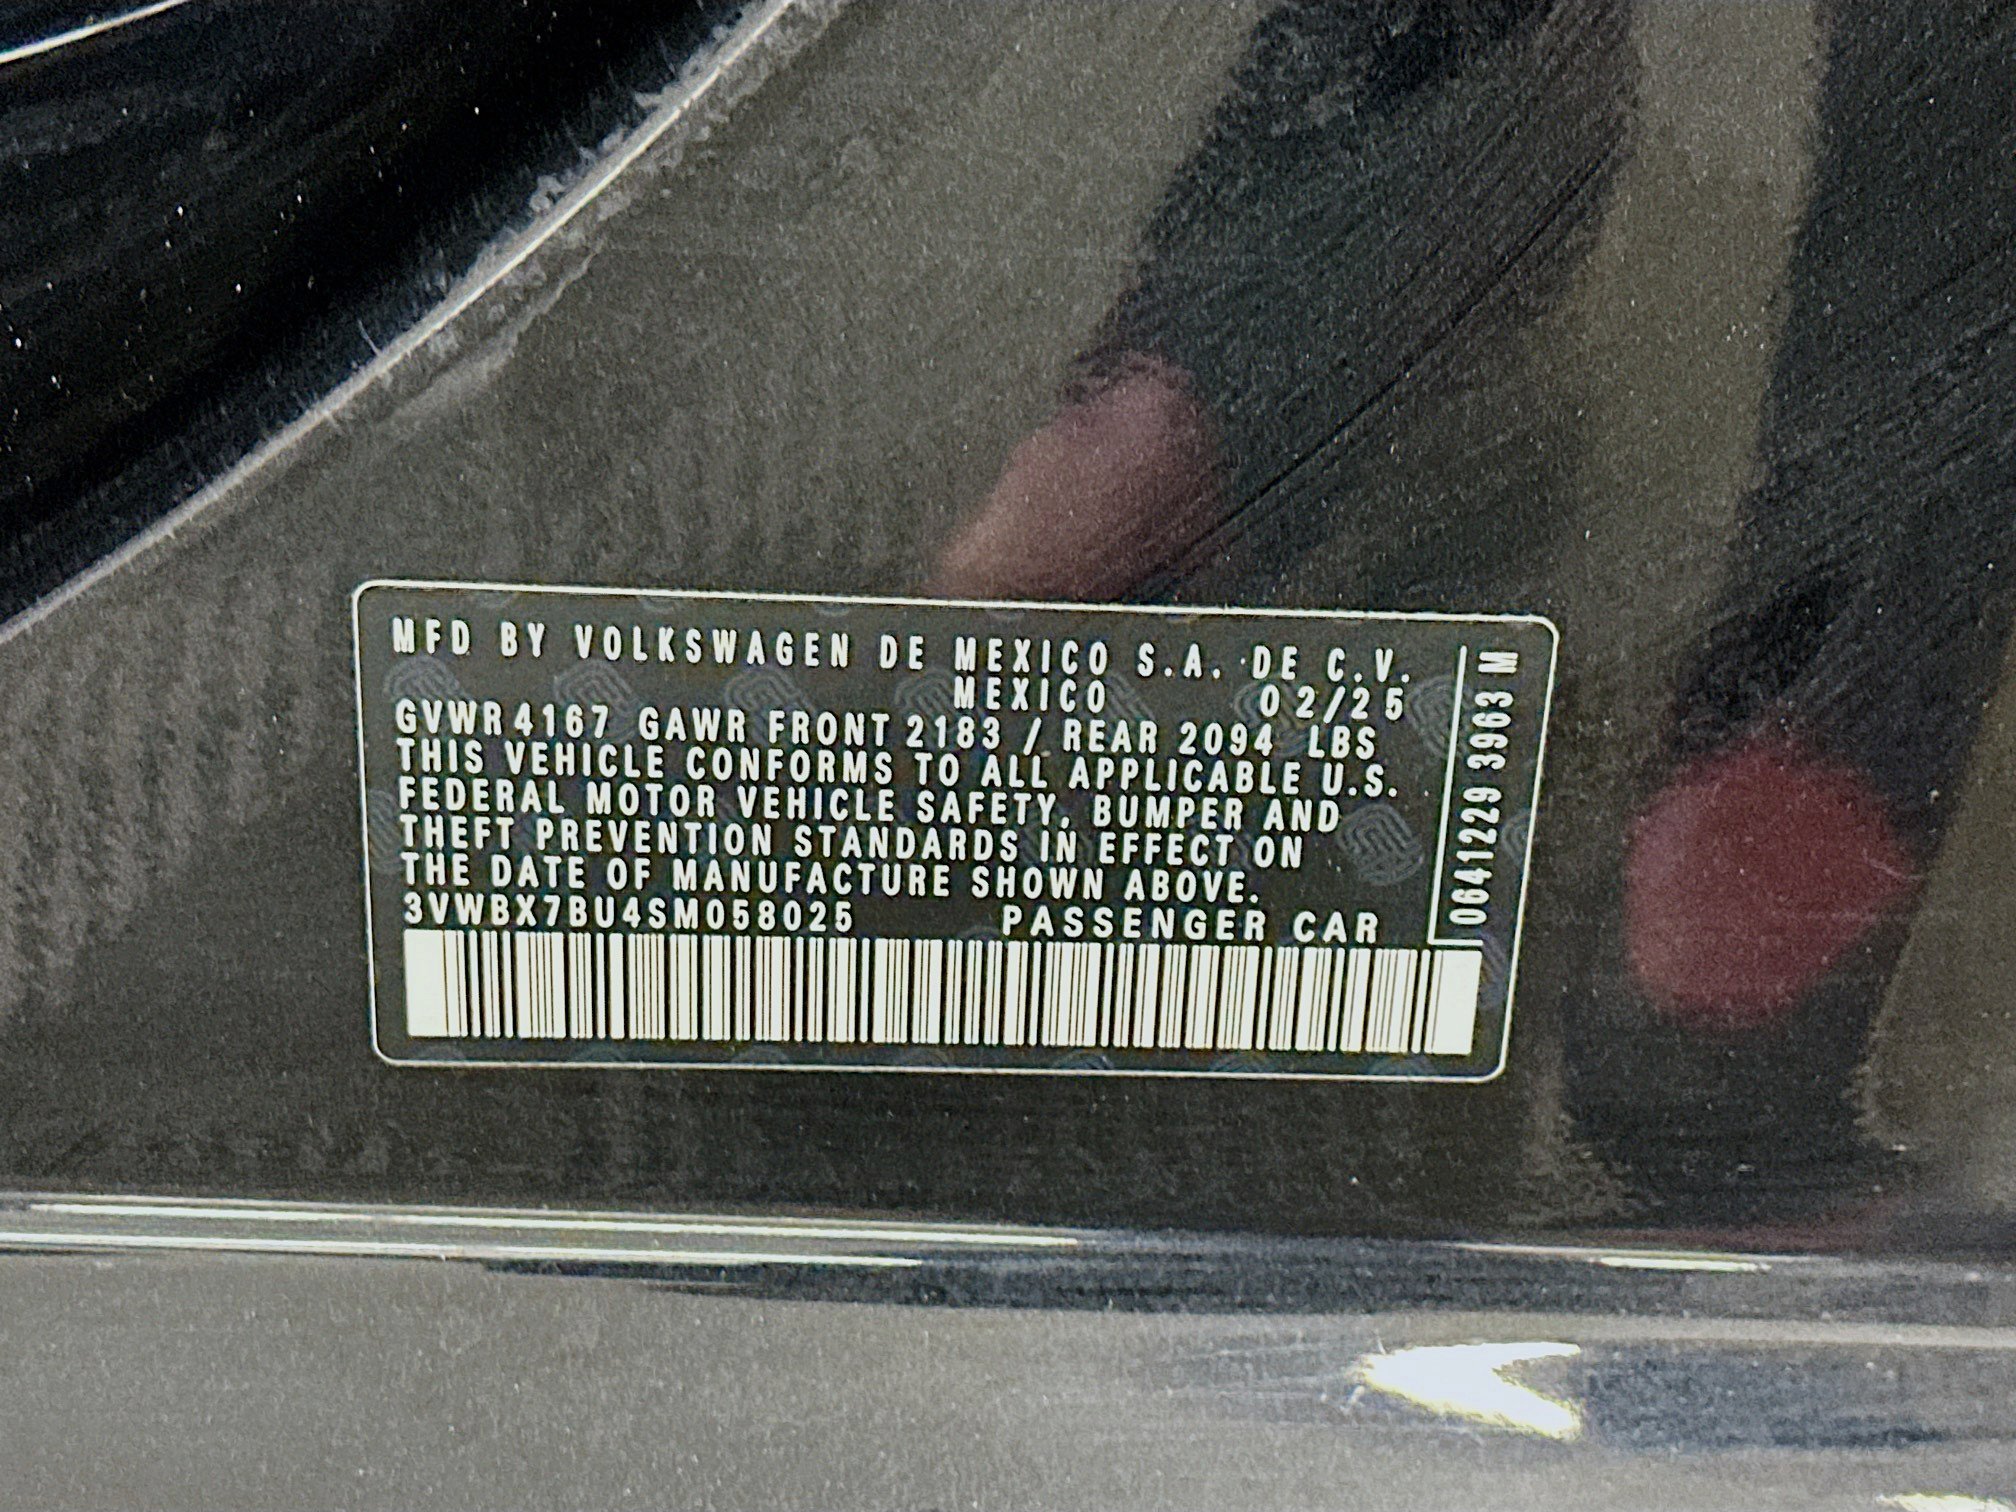 MFD BY VOLKSWAGEN DE MEXICO S.A. DE C.V.
MEXICO 02/25
GVWR 4167 GAWR FRONT 2183 / REAR 2094 LBS
THIS VEHICLE CONFORMS TO ALL APPLICABLE U.S.
FEDERAL MOTOR VEHICLE SAFETY, BUMPER AND
THEFT PREVENTION STANDARDS IN EFFECT ON
THE DATE OF MANUFACTURE SHOWN ABOVE.
3VWBX7BU4SM058025 PASSENGER CAR
0641229 3963 M